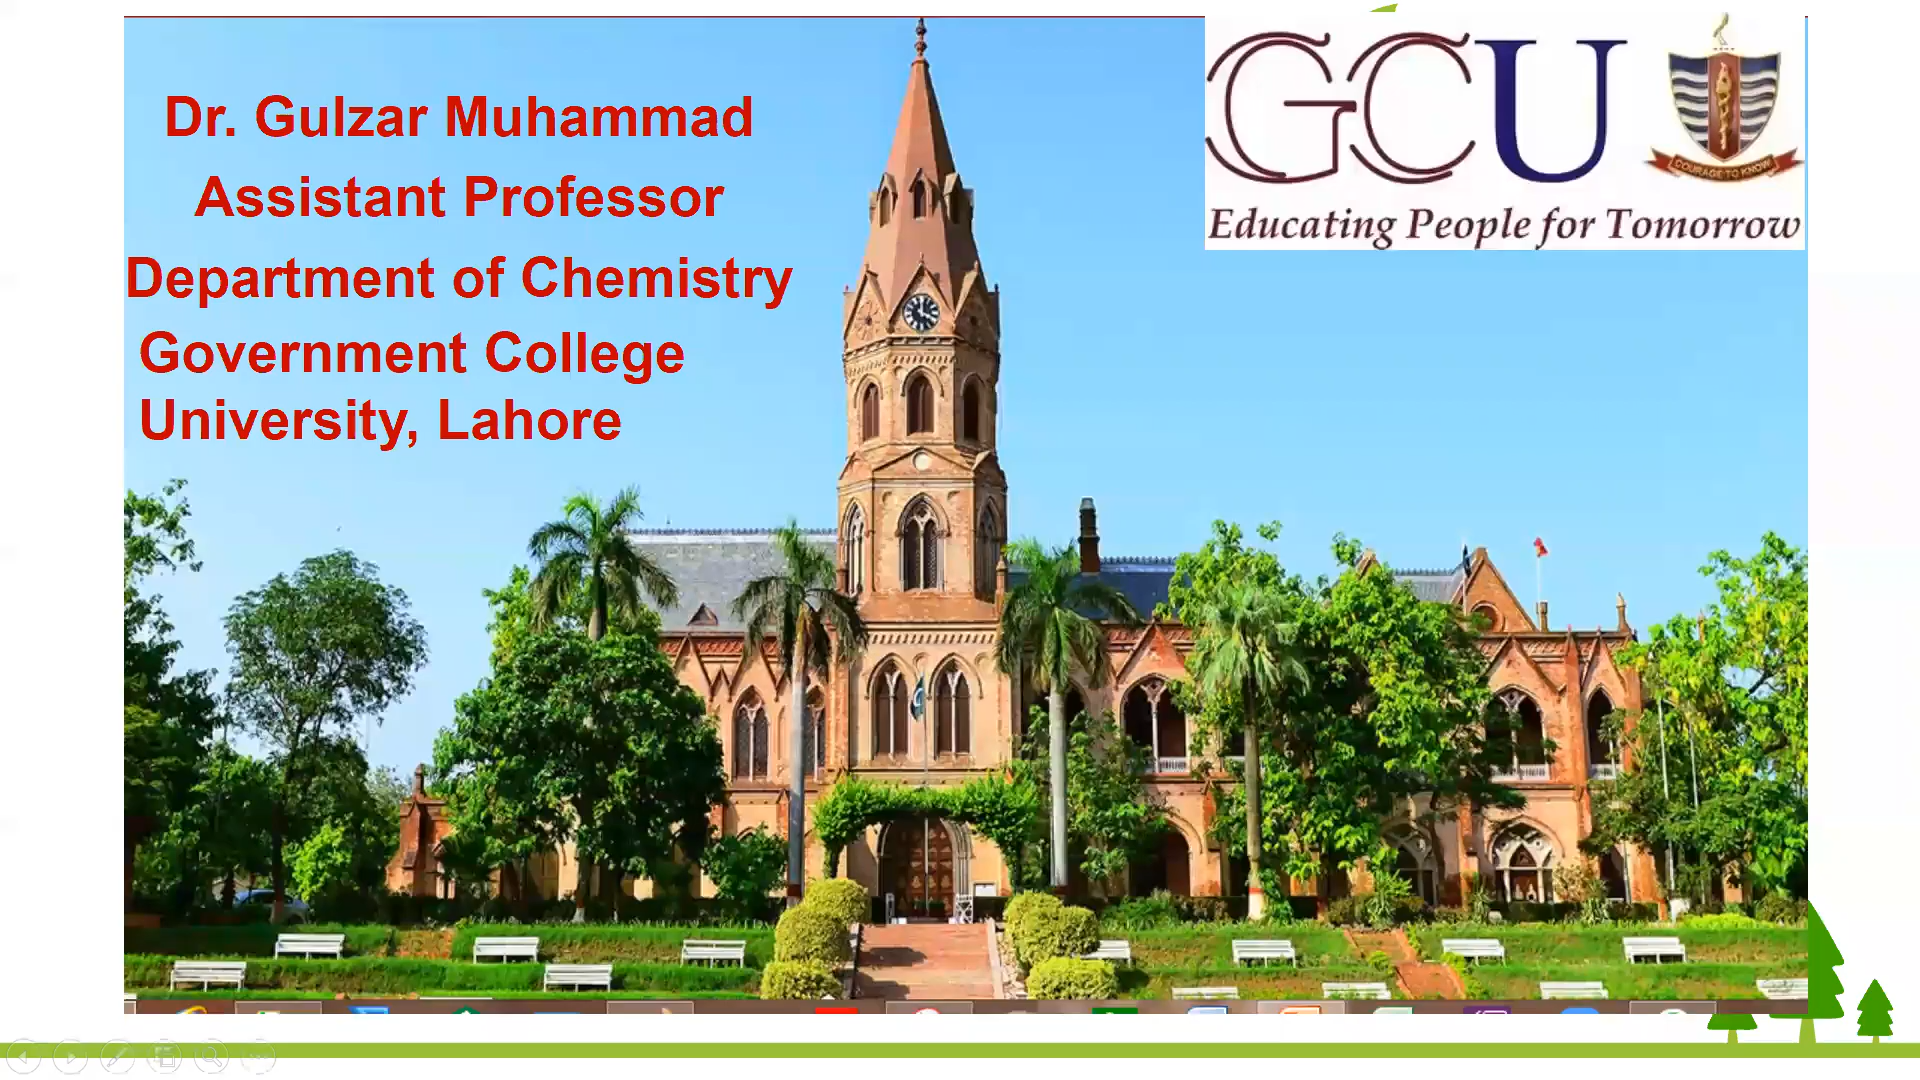 Dr. Gulzar Muhammad
Assistant Professor
Department of Chemistry
Government College
University, Lahore
GCU
COURAGE TO KNOW
Educating People for Tomorrow